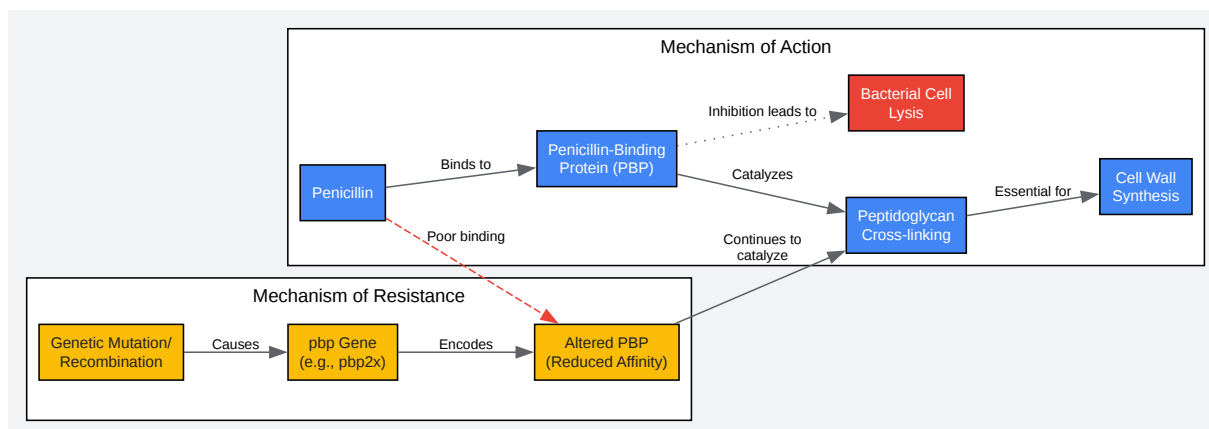 Mechanism of Action
Bacterial Cell
Lysis
Inhibition leads to
Penicillin-Binding
Protein (PBP)
Binds to
Penicillin
Catalyzes
Cell Wall
Synthesis
Essential for
Peptidoglycan
Cross-linking
Poor binding
Continues to
catalyze
Mechanism of Resistance
Genetic Mutation/
Recombination
Causes
pbp Gene
(e.g., pbp2x)
Encodes
Altered PBP
(Reduced Affinity)